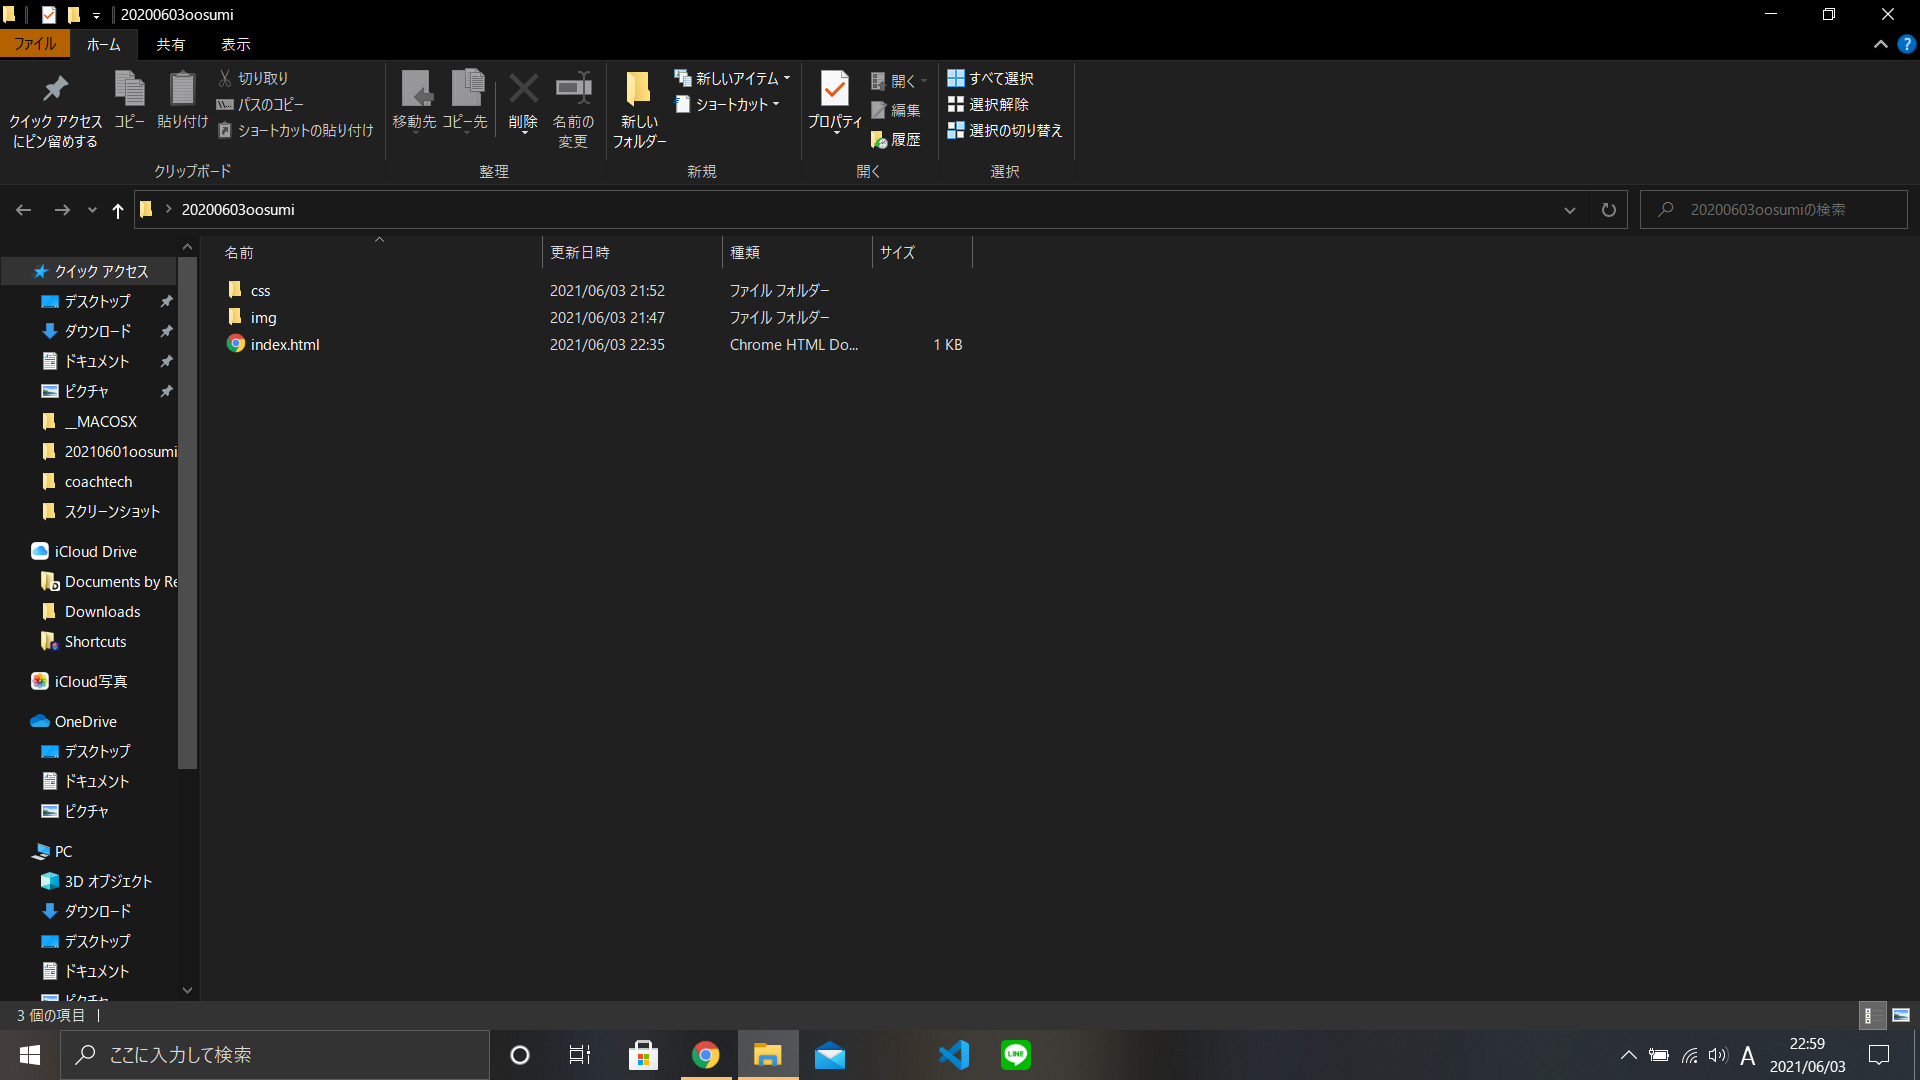 20200603oosumi
ファイル
ホーム
共有
表示
クイック アクセス
にピン留めする
コピー
貼り付け
切り取り
パスのコピー
ショートカットの貼り付け
クリップボード
移動先
コピー先
削除
名前の
変更
整理
新しい
フォルダー
新しいアイテム
ショートカット
新規
プロパティ
開く
編集
履歴
開く
すべて選択
選択解除
選択の切り替え
選択
20200603oosumi
20200603oosumiの検索
名前
更新日時
種類
サイズ
css
2021/06/03 21:52
ファイル フォルダー
img
2021/06/03 21:47
ファイル フォルダー
index.html
2021/06/03 22:35
Chrome HTML Do...
1 KB
クイック アクセス
デスクトップ
ダウンロード
ドキュメント
ピクチャ
__MACOSX
20210601oosumi
coachtech
スクリーンショット
iCloud Drive
Documents by Re
Downloads
Shortcuts
iCloud写真
OneDrive
デスクトップ
ドキュメント
ピクチャ
PC
3D オブジェクト
ダウンロード
デスクトップ
ドキュメント
ピクチャ
3 個の項目
ここに入力して検索
LINE
A
22:59
2021/06/03